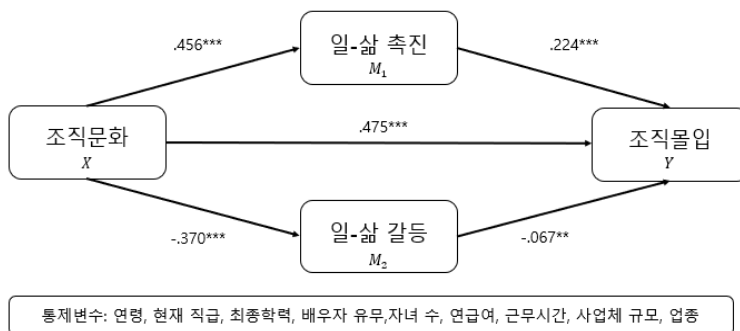 .456***
일-삶 촉진
M₁
.224***
조직문화
X
.475***
조직몰입
Y
-.370***
일-삶 갈등
M₂
-.067**
통제변수: 연령, 현재 직급, 최종학력, 배우자 유무,자녀 수, 연급여, 근무시간, 사업체 규모, 업종